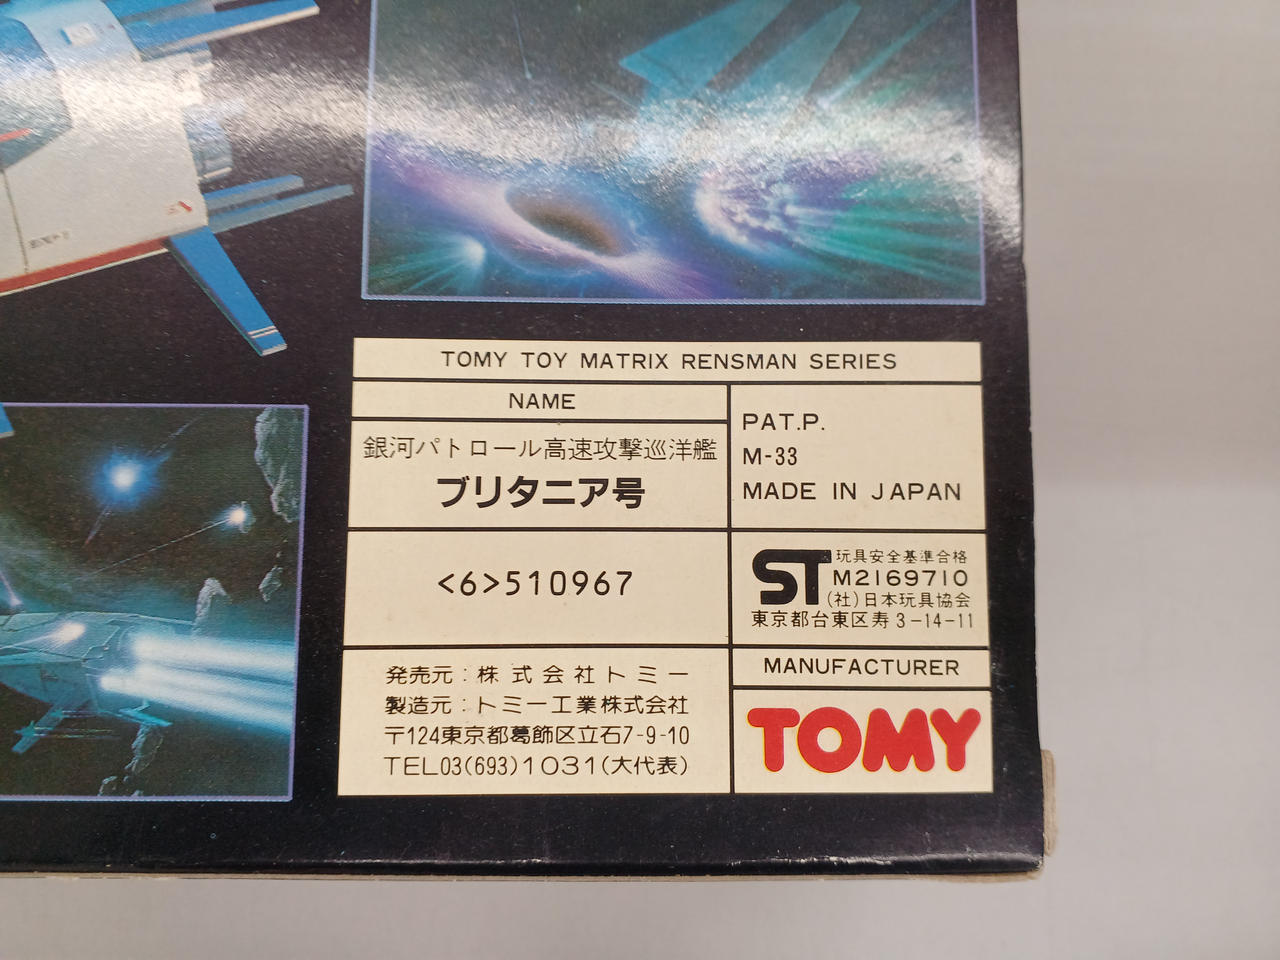 TOMY TOY MATRIX RENSMAN SERIES
NAME
銀河パトロール高速攻撃巡洋艦
ブリタニア号
PAT.P.
M-33
MADE IN JAPAN
<6>510967
ST
玩具安全基準合格
M2169710
(社)日本玩具協会
東京都台東区寿3-14-11
発売元:株式会社トミー
製造元:トミー工業株式会社
〒124東京都葛飾区立石7-9-10
TEL03(693)1031(大代表)
MANUFACTURER
TOMY